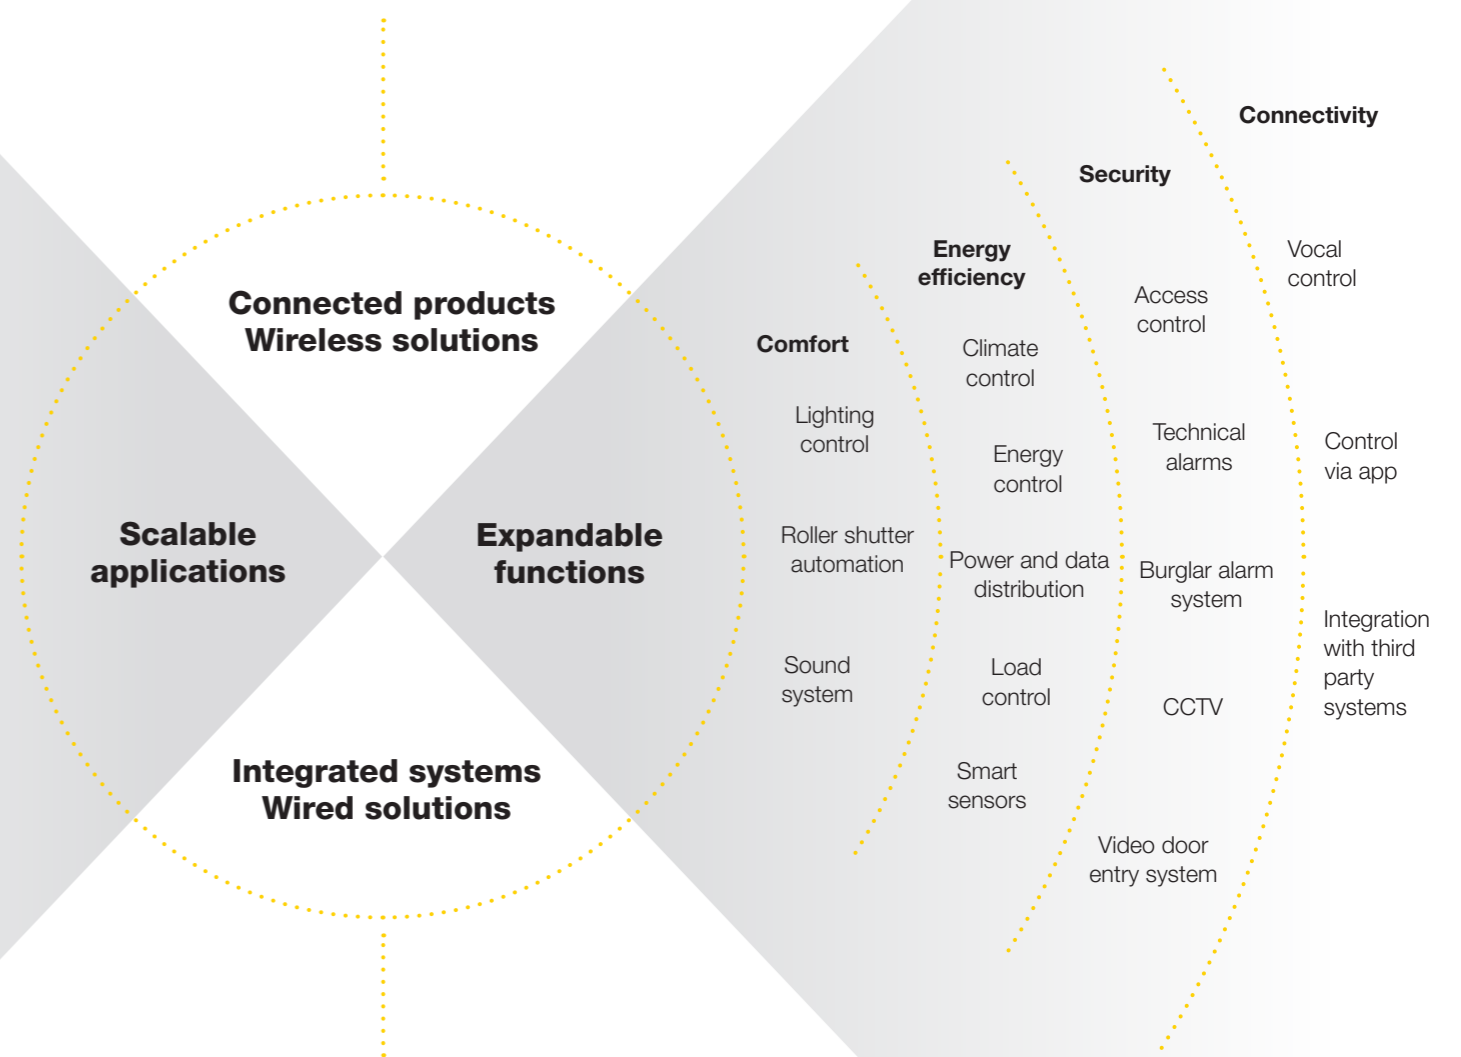 Connected products
Wireless solutions
Scalable
applications
Expandable
functions
Integrated systems
Wired solutions
Comfort
Lighting
control
Roller shutter
automation
Sound
system
Energy
efficiency
Climate
control
Energy
control
Power and data
distribution
Load
control
Smart
sensors
Security
Access
control
Technical
alarms
Burglar alarm
system
CCTV
Video door
entry system
Connectivity
Vocal
control
Control
via app
Integration
with third
party
systems